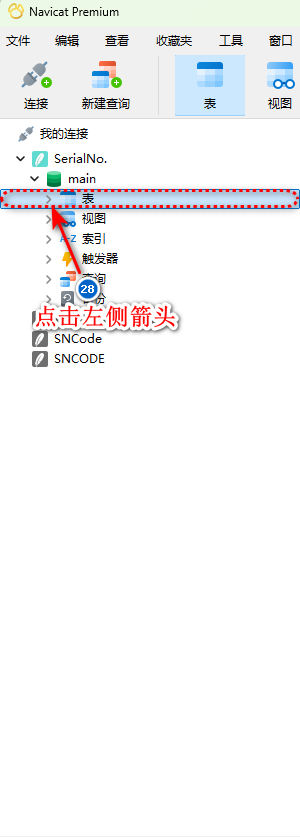 Navicat Premium
文件 编辑 查看 收藏夹 工具 窗口
连接 新建查询 表 视图
我的连接
SerialNo.
main
表
视图
A-Z 索引
触发器
查询
28
点击左侧箭头
SNCode
SNCODE